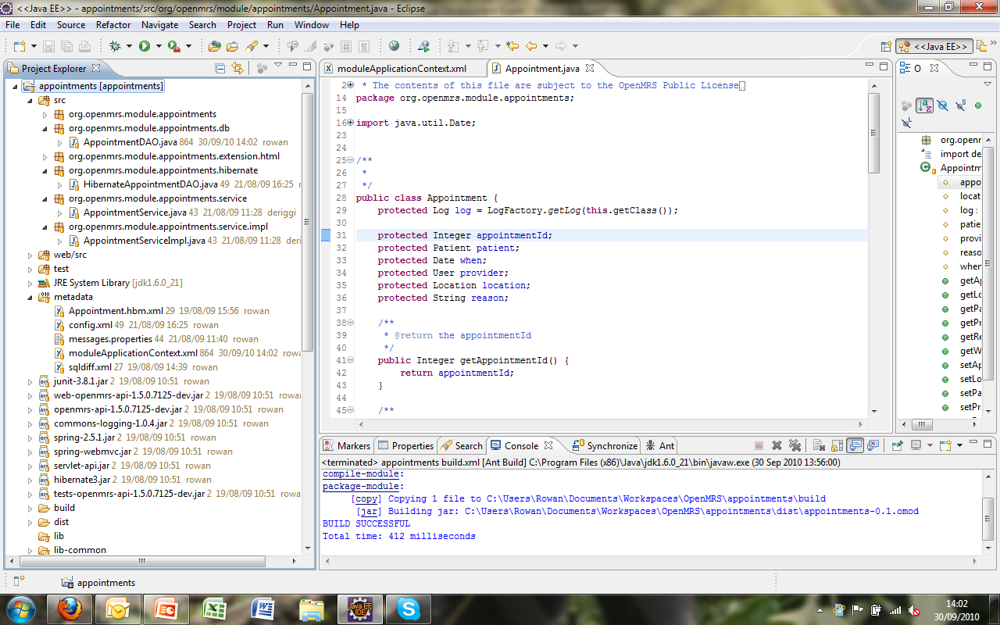 <<Java EE>> - appointments/src/org/openmrs/module/appointments/Appointment.java - Eclipse
File Edit Source Refactor Navigate Search Project Run Window Help
<<Java EE>>
Project Explorer
appointments [appointments]
src
org.openmrs.module.appointments
org.openmrs.module.appointments.db
AppointmentDAO.java 864 30/09/10 14:02 rowan
org.openmrs.module.appointments.extension.html
org.openmrs.module.appointments.hibernate
HibernateAppointmentDAO.java 49 21/08/09 16:25
org.openmrs.module.appointments.service
AppointmentService.java 43 21/08/09 11:28 deriggi
org.openmrs.module.appointments.service.impl
AppointmentServiceImpl.java 43 21/08/09 11:28 deri
web/src
test
JRE System Library [jdk1.6.0_21]
metadata
Appointment.hbm.xml 29 19/08/09 15:56 rowan
config.xml 49 21/08/09 16:25 rowan
messages.properties 44 21/08/09 11:40 rowan
moduleApplicationContext.xml 864 30/09/10 14:02 rowa
sqldiff.xml 27 19/08/09 14:39 rowan
junit-3.8.1.jar 2 19/08/09 10:51 rowan
web-openmrs-api-1.5.0.7125-dev.jar 2 19/08/09 10:51 rowa
openmrs-api-1.5.0.7125-dev.jar 2 19/08/09 10:51 rowan
commons-logging-1.0.4.jar 2 19/08/09 10:51 rowan
spring-2.5.1.jar 2 19/08/09 10:51 rowan
spring-webmvc.jar 2 19/08/09 10:51 rowan
servlet-api.jar 2 19/08/09 10:51 rowan
hibernate3.jar 2 19/08/09 10:51 rowan
tests-openmrs-api-1.5.0.7125-dev.jar 2 19/08/09 10:51 rowa
build
dist
lib
lib-common
moduleApplicationContext.xml Appointment.java
2 * The contents of this file are subject to the OpenMRS Public License
14 package org.openmrs.module.appointments;
15
16 import java.util.Date;
23
24
25 /**
26 *
27 */
28 public class Appointment {
29 protected Log log = LogFactory.getLog(this.getClass());
30
31 protected Integer appointmentId;
32 protected Patient patient;
33 protected Date when;
34 protected User provider;
35 protected Location location;
36 protected String reason;
37
38 /**
39 * @return the appointmentId
40 */
41 public Integer getAppointmentId() {
42 return appointmentId;
43 }
44
45 /**
O
org.openr
import de
Appointm
appo
locat
log :
patie
provi
reaso
when
getAp
getLo
getPa
getPr
getRe
getW
setAp
setLo
setPa
setPr
Markers Properties Search Console Synchronize Ant
<terminated> appointments build.xml [Ant Build] C:\Program Files (x86)\Java\jdk1.6.0_21\bin\javaw.exe (30 Sep 2010 13:56:00)
compile-module:
package-module:
[copy] Copying 1 file to C:\Users\Rowan\Documents\Workspaces\OpenMRS\appointments\build
[jar] Building jar: C:\Users\Rowan\Documents\Workspaces\OpenMRS\appointments\dist\appointments-0.1.omod
BUILD SUCCESSFUL
Total time: 412 milliseconds
appointments
Java EE
IDE
14:02
30/09/2010